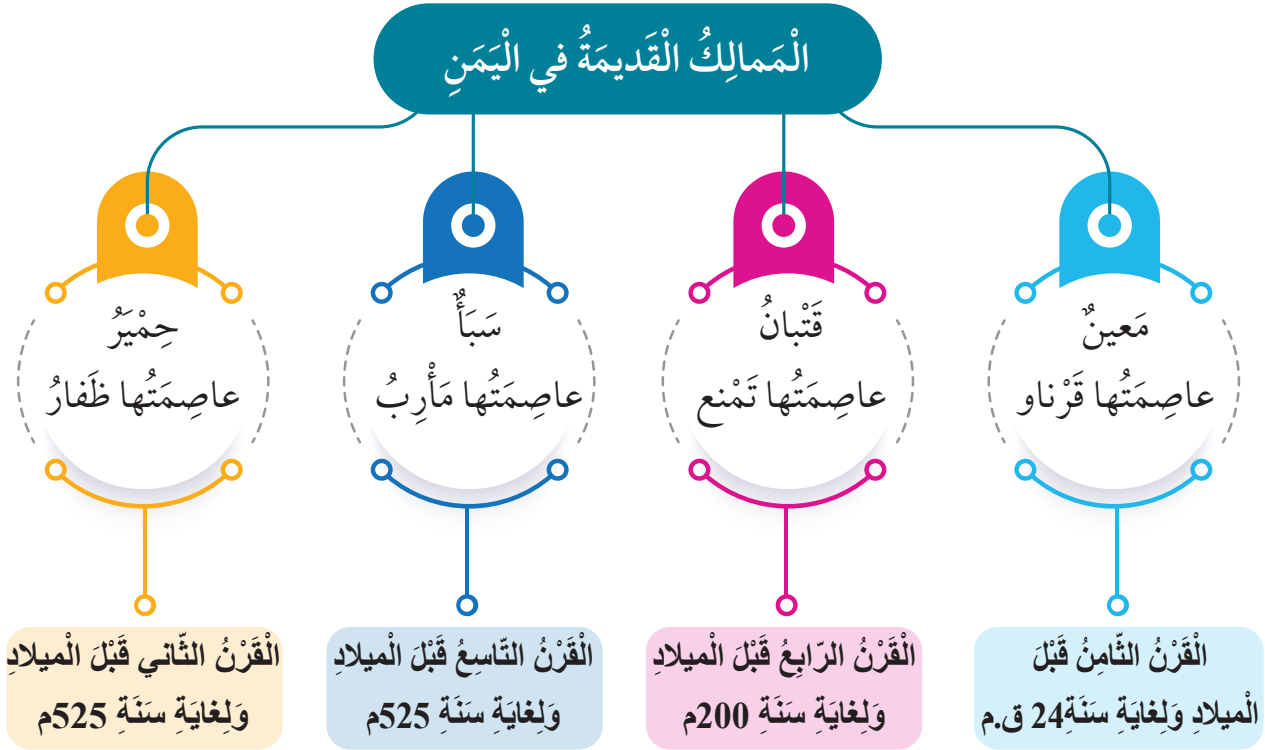 الْمَمالِكُ الْقَديمَةُ في الْيَمَنِ
مَعينٌ
عاصِمَتُها قَرْناو
الْقَرْنُ الثّامِنُ قَبْلَ
الْميلادِ وَلِغايَةِ سَنَةِ24 ق.م
قَتْبانُ
عاصِمَتُها تَمْنع
الْقَرْنُ الرّابِعُ قَبْلَ الْميلادِ
وَلِغايَةِ سَنَةِ 200م
سَبَأٌ
عاصِمَتُها مَأْرِبُ
الْقَرْنُ التّاسِعُ قَبْلَ الْميلادِ
وَلِغايَةِ سَنَةِ 525م
حِمْيَرُ
عاصِمَتُها ظَفارُ
الْقَرْنُ الثّاني قَبْلَ الْميلادِ
وَلِغايَةِ سَنَةِ 525م